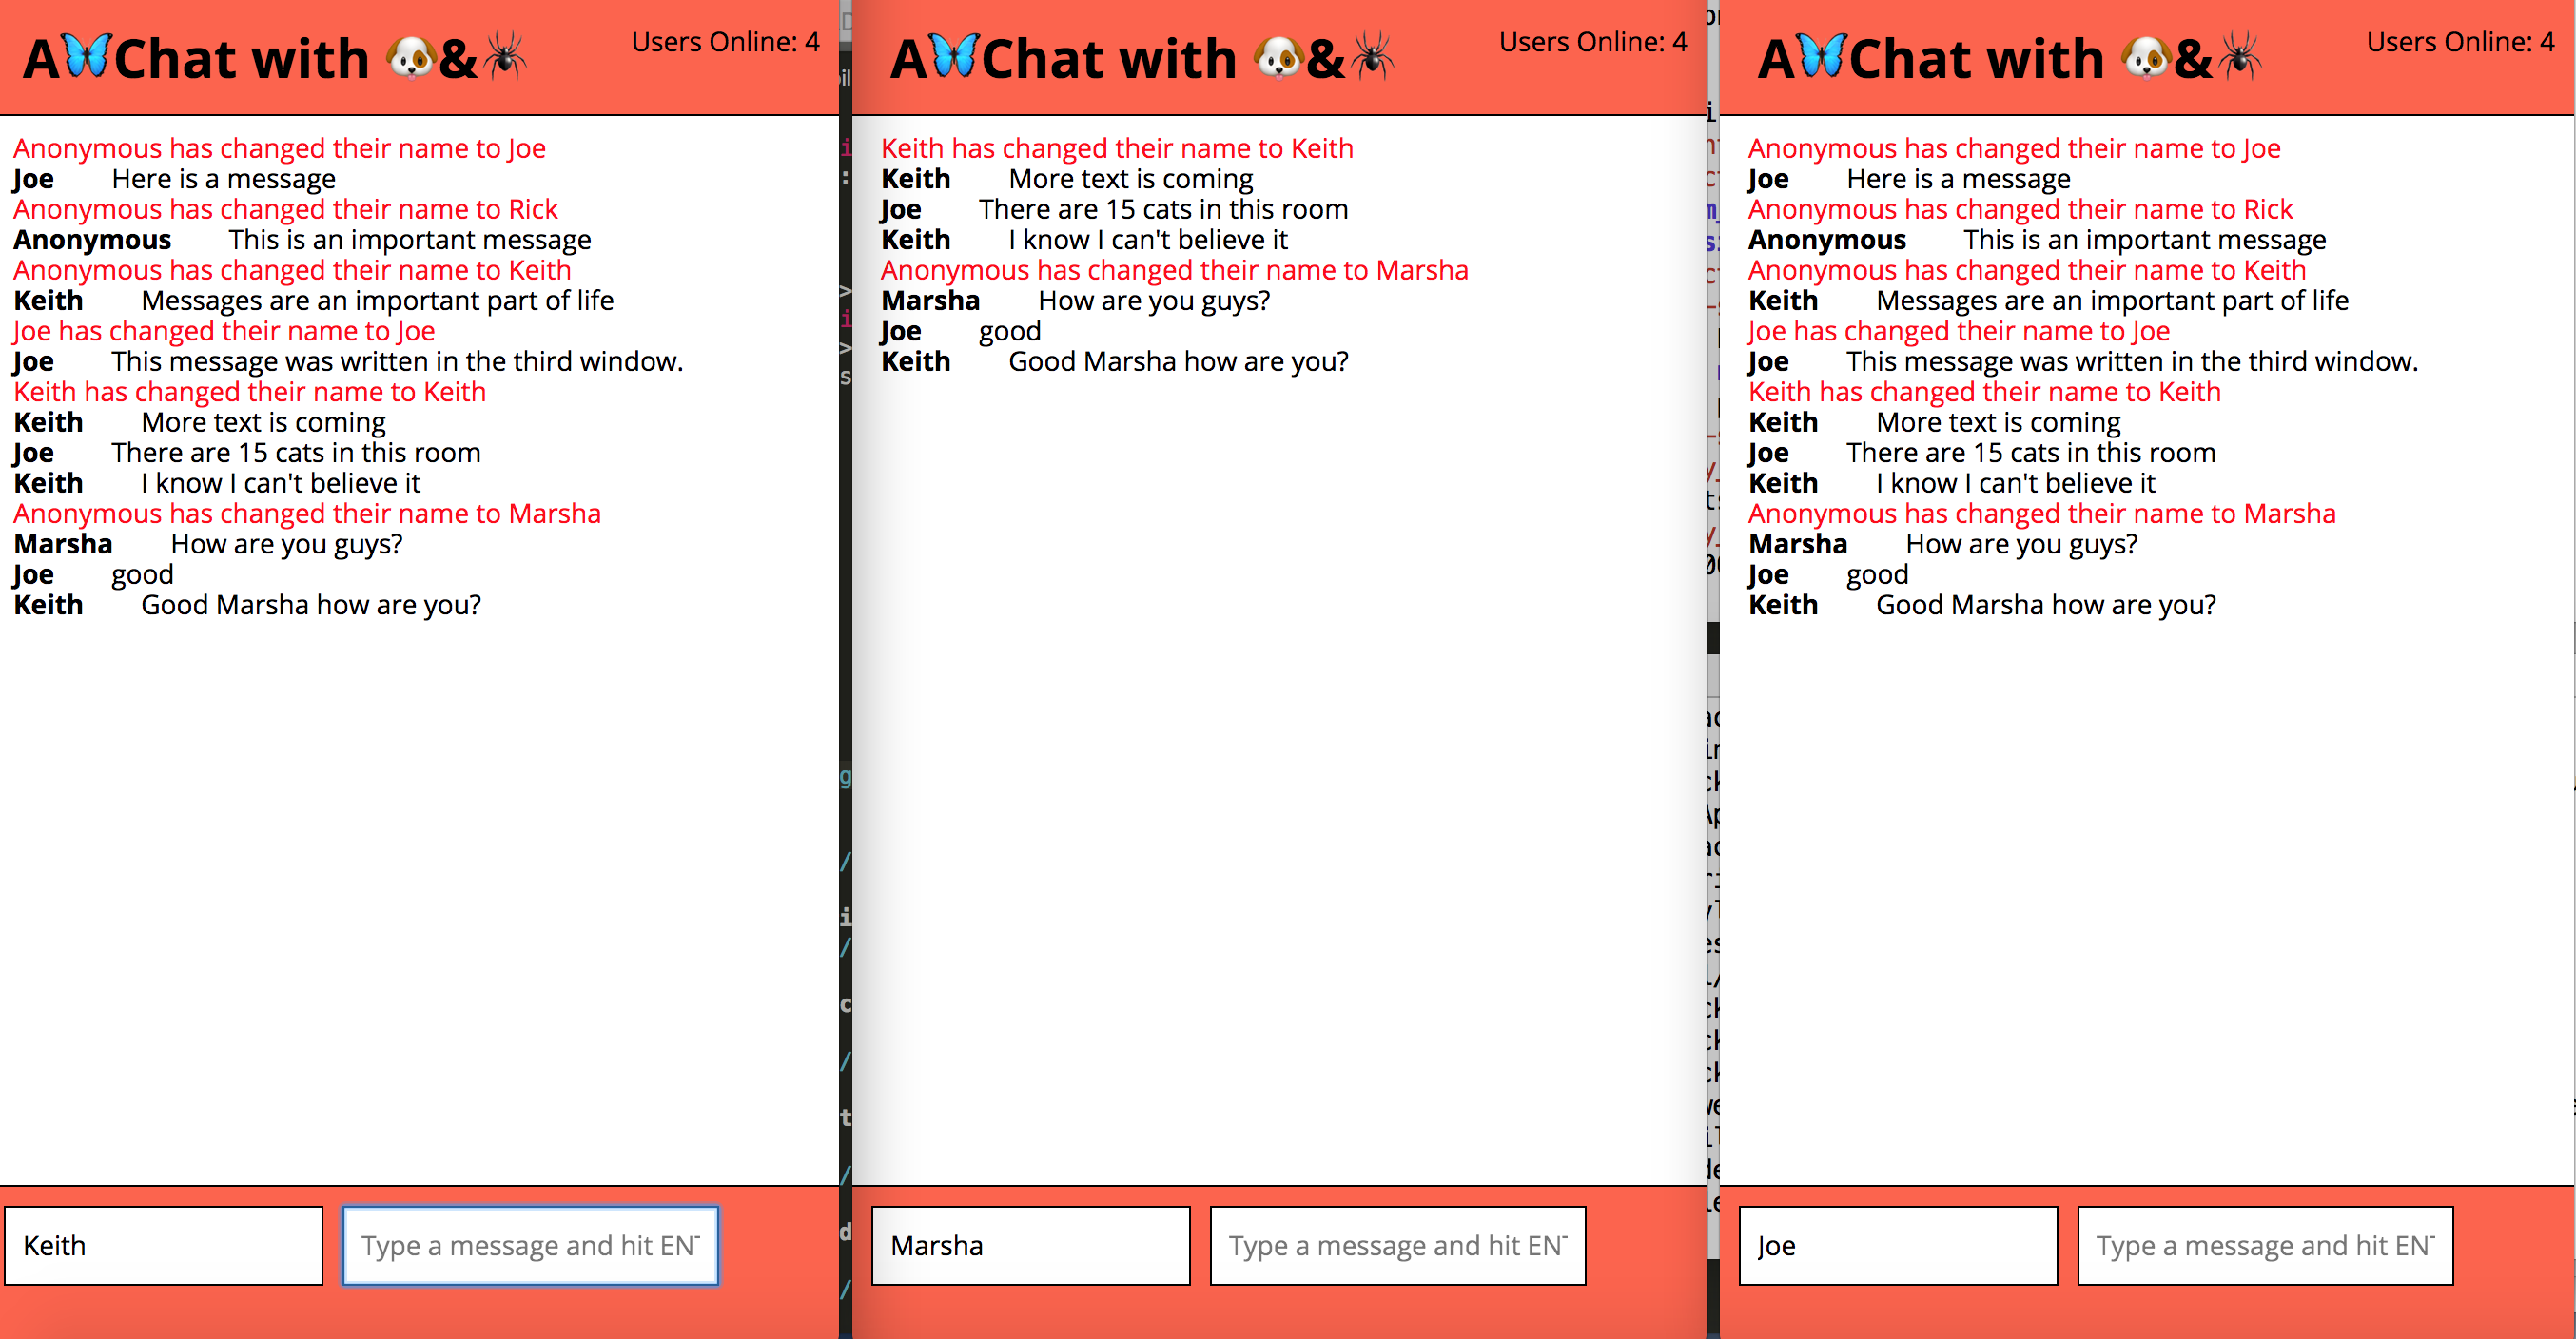 A🦋Chat with 🐶&🕷
Users Online: 4
Anonymous has changed their name to Joe
Joe Here is a message
Anonymous has changed their name to Rick
Anonymous This is an important message
Anonymous has changed their name to Keith
Keith Messages are an important part of life
Joe has changed their name to Joe
Joe This message was written in the third window.
Keith has changed their name to Keith
Keith More text is coming
Joe There are 15 cats in this room
Keith I know I can't believe it
Anonymous has changed their name to Marsha
Marsha How are you guys?
Joe good
Keith Good Marsha how are you?
Keith
Type a message and hit EN
A🦋Chat with 🐶&🕷
Users Online: 4
Keith has changed their name to Keith
Keith More text is coming
Joe There are 15 cats in this room
Keith I know I can't believe it
Anonymous has changed their name to Marsha
Marsha How are you guys?
Joe good
Keith Good Marsha how are you?
Marsha
Type a message and hit EN
A🦋Chat with 🐶&🕷
Users Online: 4
Anonymous has changed their name to Joe
Joe Here is a message
Anonymous has changed their name to Rick
Anonymous This is an important message
Anonymous has changed their name to Keith
Keith Messages are an important part of life
Joe has changed their name to Joe
Joe This message was written in the third window.
Keith has changed their name to Keith
Keith More text is coming
Joe There are 15 cats in this room
Keith I know I can't believe it
Anonymous has changed their name to Marsha
Marsha How are you guys?
Joe good
Keith Good Marsha how are you?
Joe
Type a message and hit EN